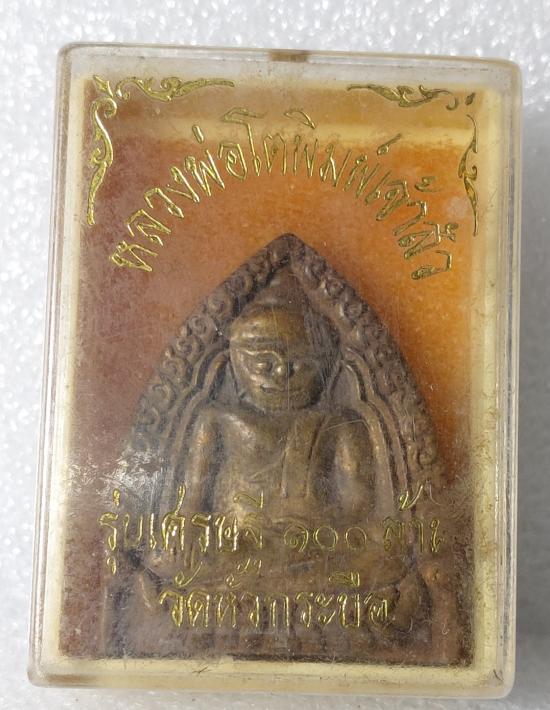 หลวงพ่อโตพิมพ์เจ้าสัว
รุ่นเศรษฐี ๑๐๐ ล้าน
วัดหัวกระบือ